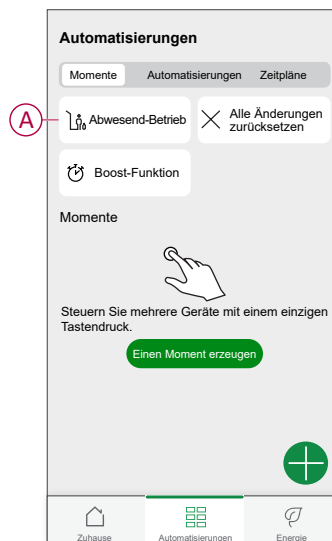 Automatisierungen
Momente Automatisierungen Zeitpläne
A
Abwesend-Betrieb
Alle Änderungen
zurücksetzen
Boost-Funktion
Momente
Steuern Sie mehrere Geräte mit einem einzigen
Tastendruck.
Einen Moment erzeugen
Zuhause Automatisierungen Energie